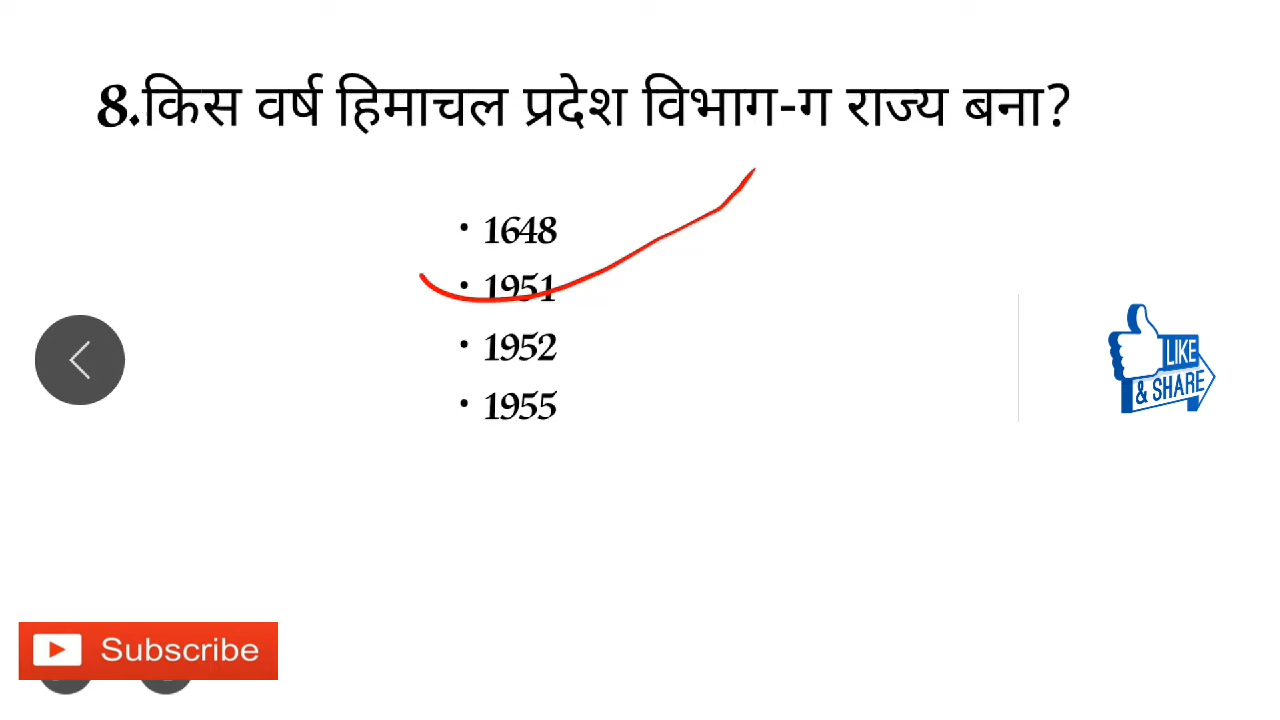 8.किस वर्ष हिमाचल प्रदेश विभाग-ग राज्य बना?
• 1648
• 1951
• 1952
• 1955
LIKE
& SHARE
Subscribe